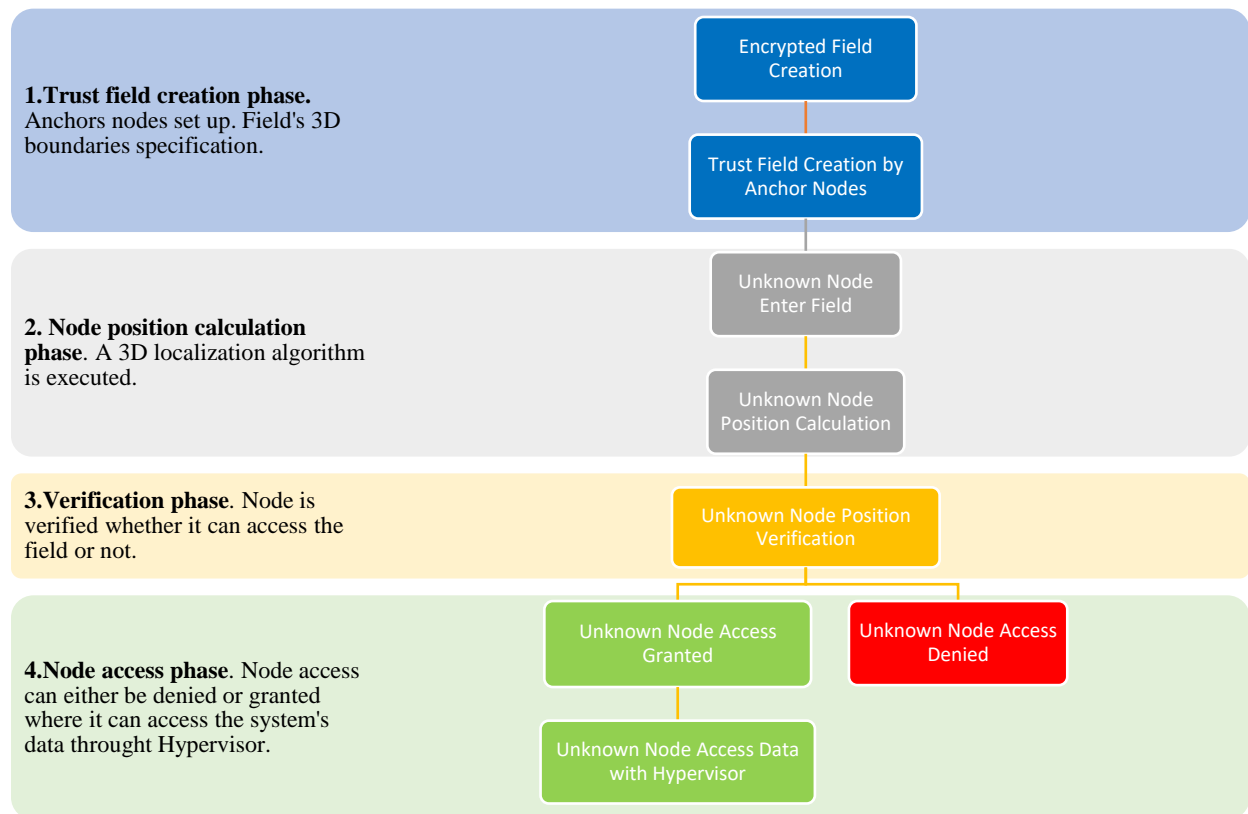 1.Trust field creation phase.
Anchors nodes set up. Field's 3D
boundaries specification.
Encrypted Field
Creation
Trust Field Creation by
Anchor Nodes
2. Node position calculation
phase. A 3D localization algorithm
is executed.
Unknown Node
Enter Field
Unknown Node
Position Calculation
3.Verification phase. Node is
verified whether it can access the
field or not.
Unknown Node Position
Verification
4.Node access phase. Node access
can either be denied or granted
where it can access the system's
data throught Hypervisor.
Unknown Node Access
Granted
Unknown Node Access
Denied
Unknown Node Access Data
with Hypervisor